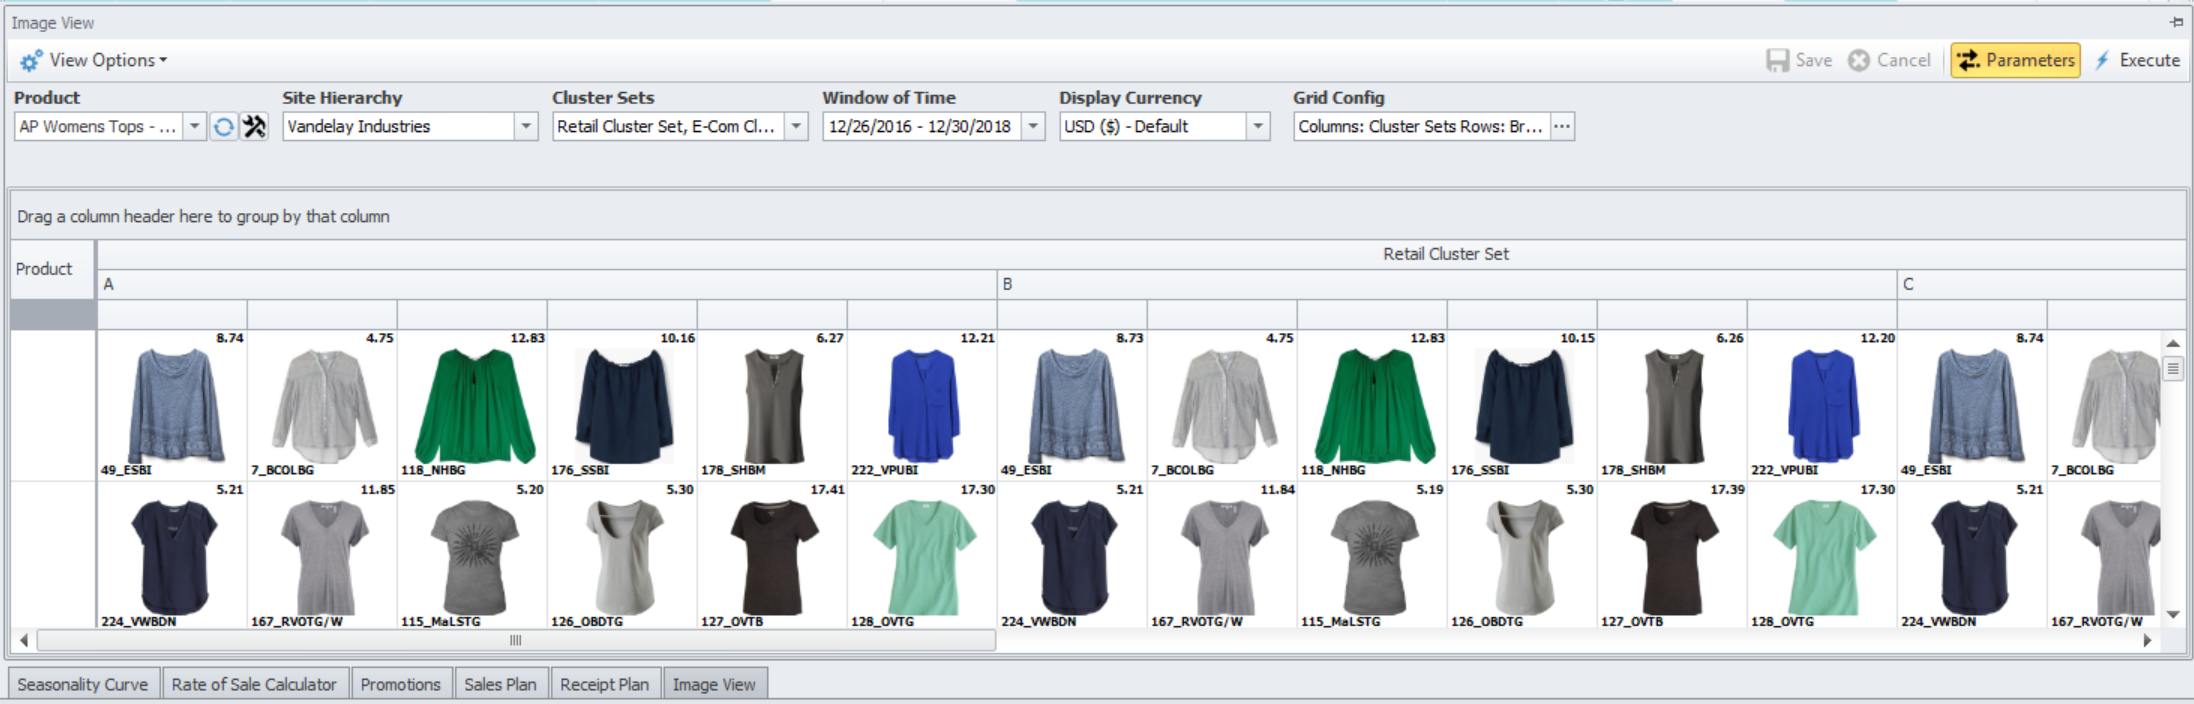 Image View
View Options
Save Cancel Parameters Execute
Product Site Hierarchy Cluster Sets Window of Time Display Currency Grid Config
AP Womens Tops - ... Vandelay Industries Retail Cluster Set, E-Com Cl... 12/26/2016 - 12/30/2018 USD ($) - Default Columns: Cluster Sets Rows: Br... ...
Drag a column header here to group by that column
Product Retail Cluster Set
A B C
8.74 4.75 12.83 10.16 6.27 12.21 8.73 4.75 12.83 10.15 6.26 12.20 8.74
49_ESBI 7_BCOLBG 118_NHBG 176_SSBI 178_SHBM 222_VPUBI 49_ESBI 7_BCOLBG 118_NHBG 176_SSBI 178_SHBM 222_VPUBI 49_ESBI 7_BCOLBG
5.21 11.85 5.20 5.30 17.41 17.30 5.21 11.84 5.19 5.30 17.39 17.30 5.21
224_VWBDN 167_RVOTG/W 115_MaLSTG 126_OBDTG 127_OVTB 128_OVTG 224_VWBDN 167_RVOTG/W 115_MaLSTG 126_OBDTG 127_OVTB 128_OVTG 224_VWBDN 167_RVOTG/W
Seasonality Curve Rate of Sale Calculator Promotions Sales Plan Receipt Plan Image View